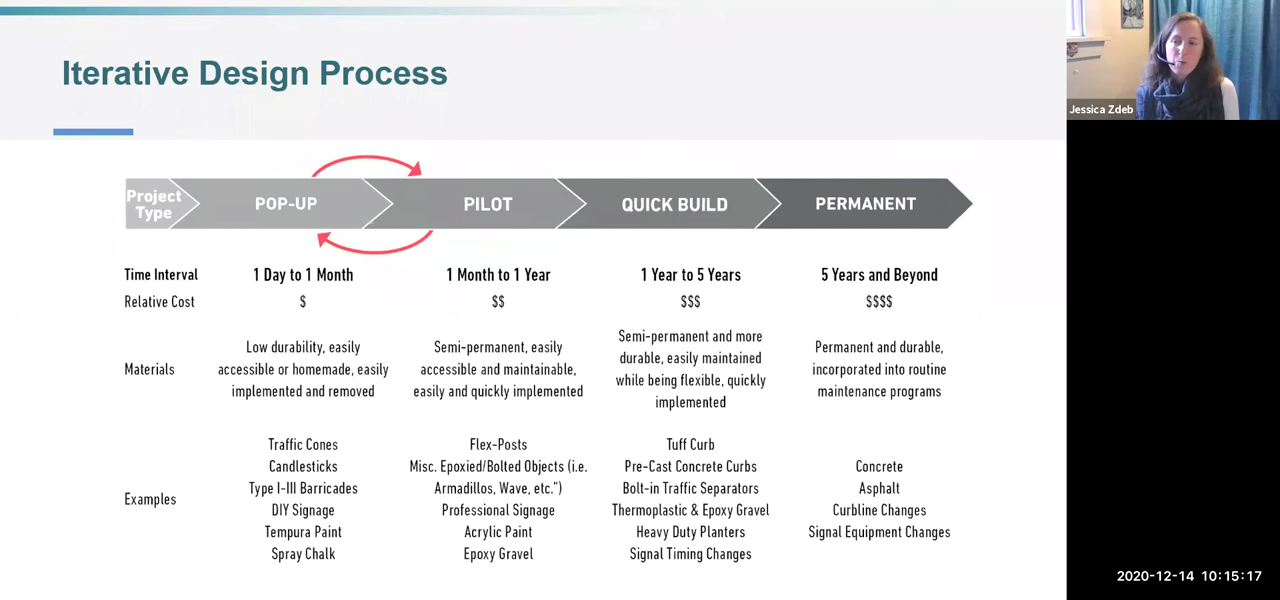 Iterative Design Process
Jessica Zdeb
Project
Type
POP-UP
PILOT
QUICK BUILD
PERMANENT
Time Interval
1 Day to 1 Month
1 Month to 1 Year
1 Year to 5 Years
5 Years and Beyond
Relative Cost
$
$$
$$$
$$$$
Materials
Low durability, easily
accessible or homemade, easily
implemented and removed
Semi-permanent, easily
accessible and maintainable,
easily and quickly implemented
Semi-permanent and more
durable, easily maintained
while being flexible, quickly
implemented
Permanent and durable,
incorporated into routine
maintenance programs
Examples
Traffic Cones
Candlesticks
Type I-III Barricades
DIY Signage
Tempura Paint
Spray Chalk
Flex-Posts
Misc. Epoxied/Bolted Objects (i.e.
Armadillos, Wave, etc.")
Professional Signage
Acrylic Paint
Epoxy Gravel
Tuff Curb
Pre-Cast Concrete Curbs
Bolt-in Traffic Separators
Thermoplastic & Epoxy Gravel
Heavy Duty Planters
Signal Timing Changes
Concrete
Asphalt
Curbline Changes
Signal Equipment Changes
2020-12-14 10:15:17